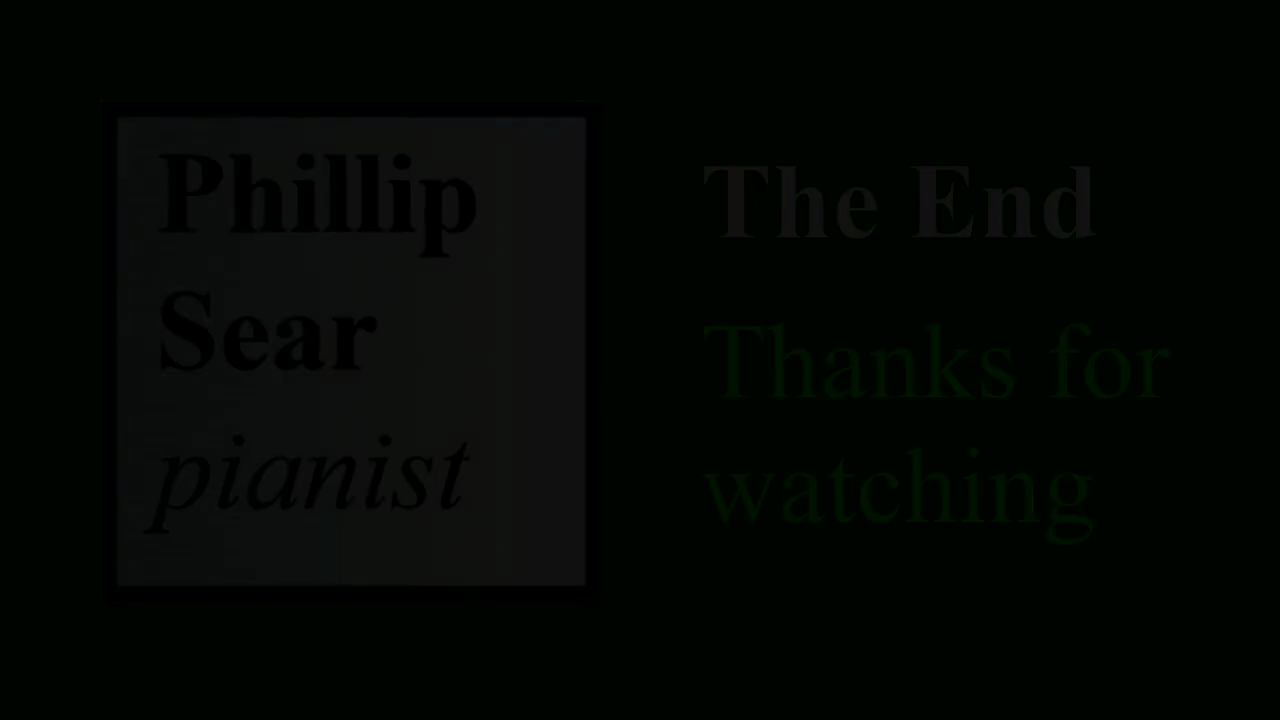 Phillip
Sear
pianist
The End
Thanks for
watching